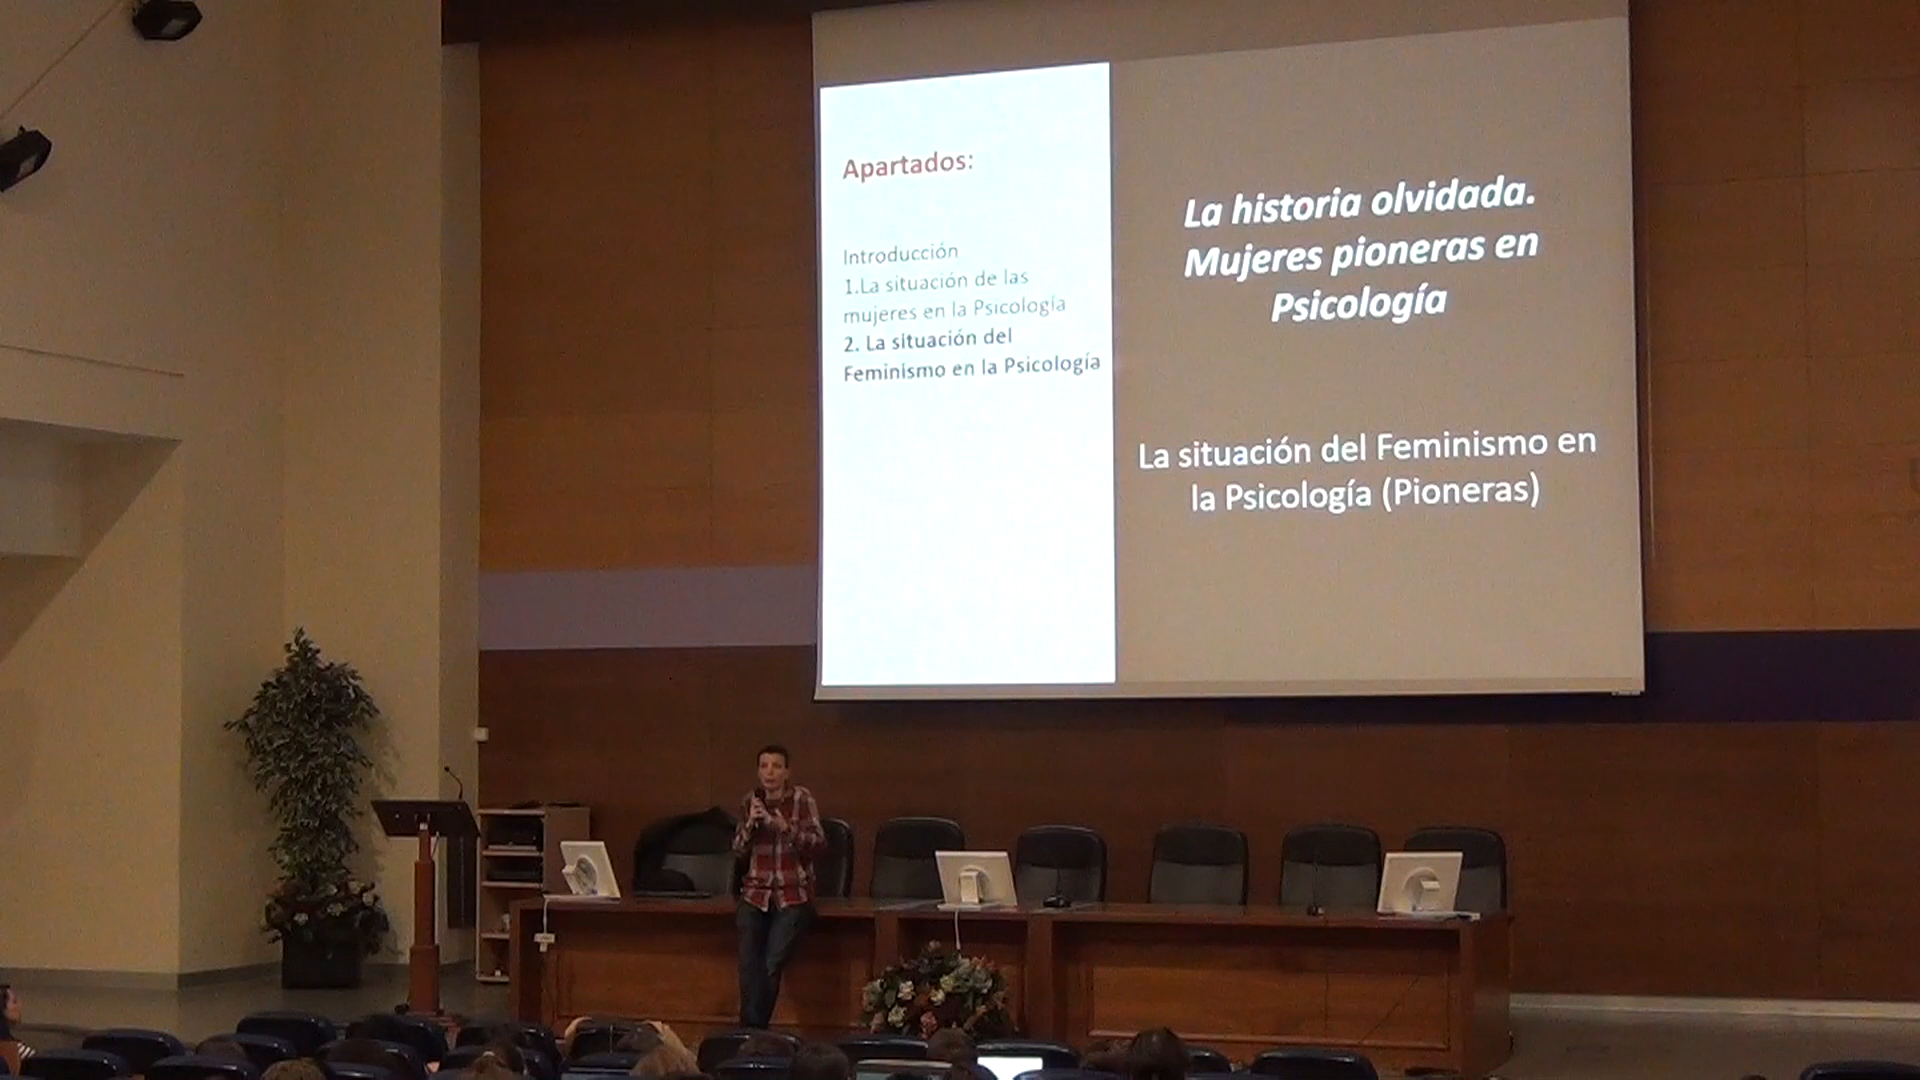 Apartados:
Introducción
1.La situación de las
mujeres en la Psicología
2. La situación del
Feminismo en la Psicología
La historia olvidada.
Mujeres pioneras en
Psicología
La situación del Feminismo en
la Psicología (Pioneras)